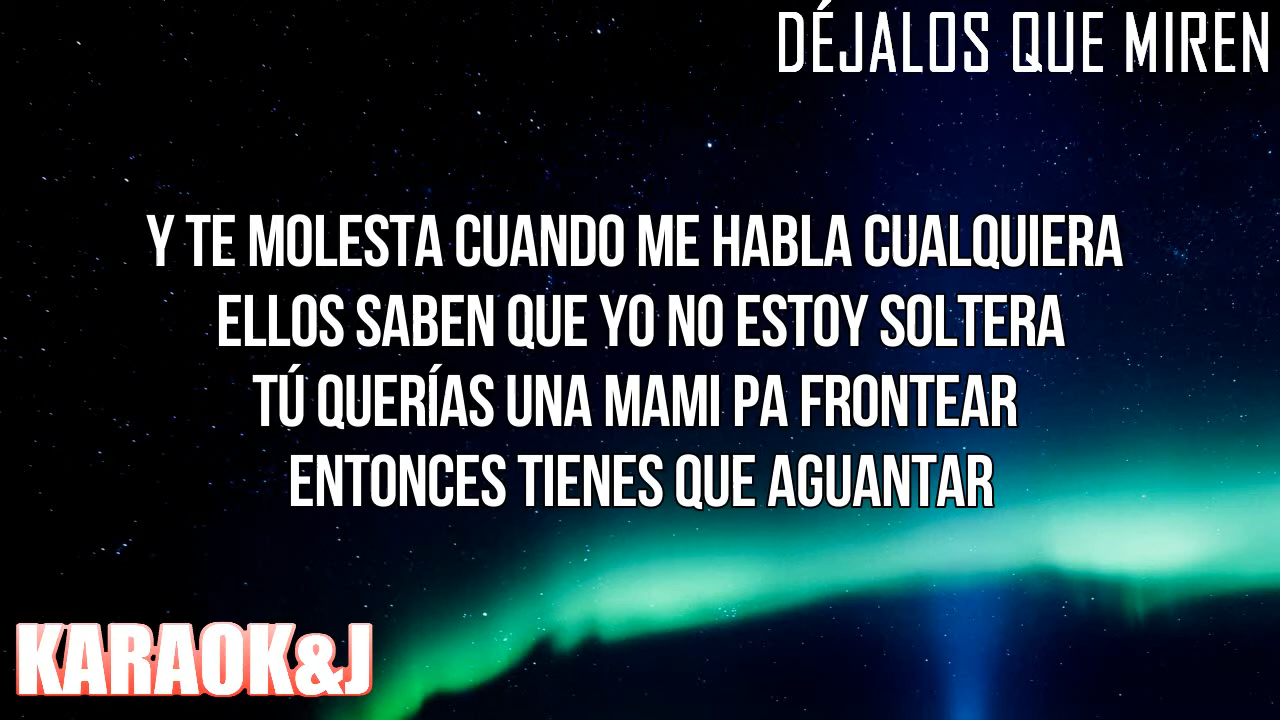 DÉJALOS QUE MIREN
Y TE MOLESTA CUANDO ME HABLA CUALQUIERA
ELLOS SABEN QUE YO NO ESTOY SOLTERA
TÚ QUERÍAS UNA MAMI PA FRONTEAR
ENTONCES TIENES QUE AGUANTAR
KARAOK&J